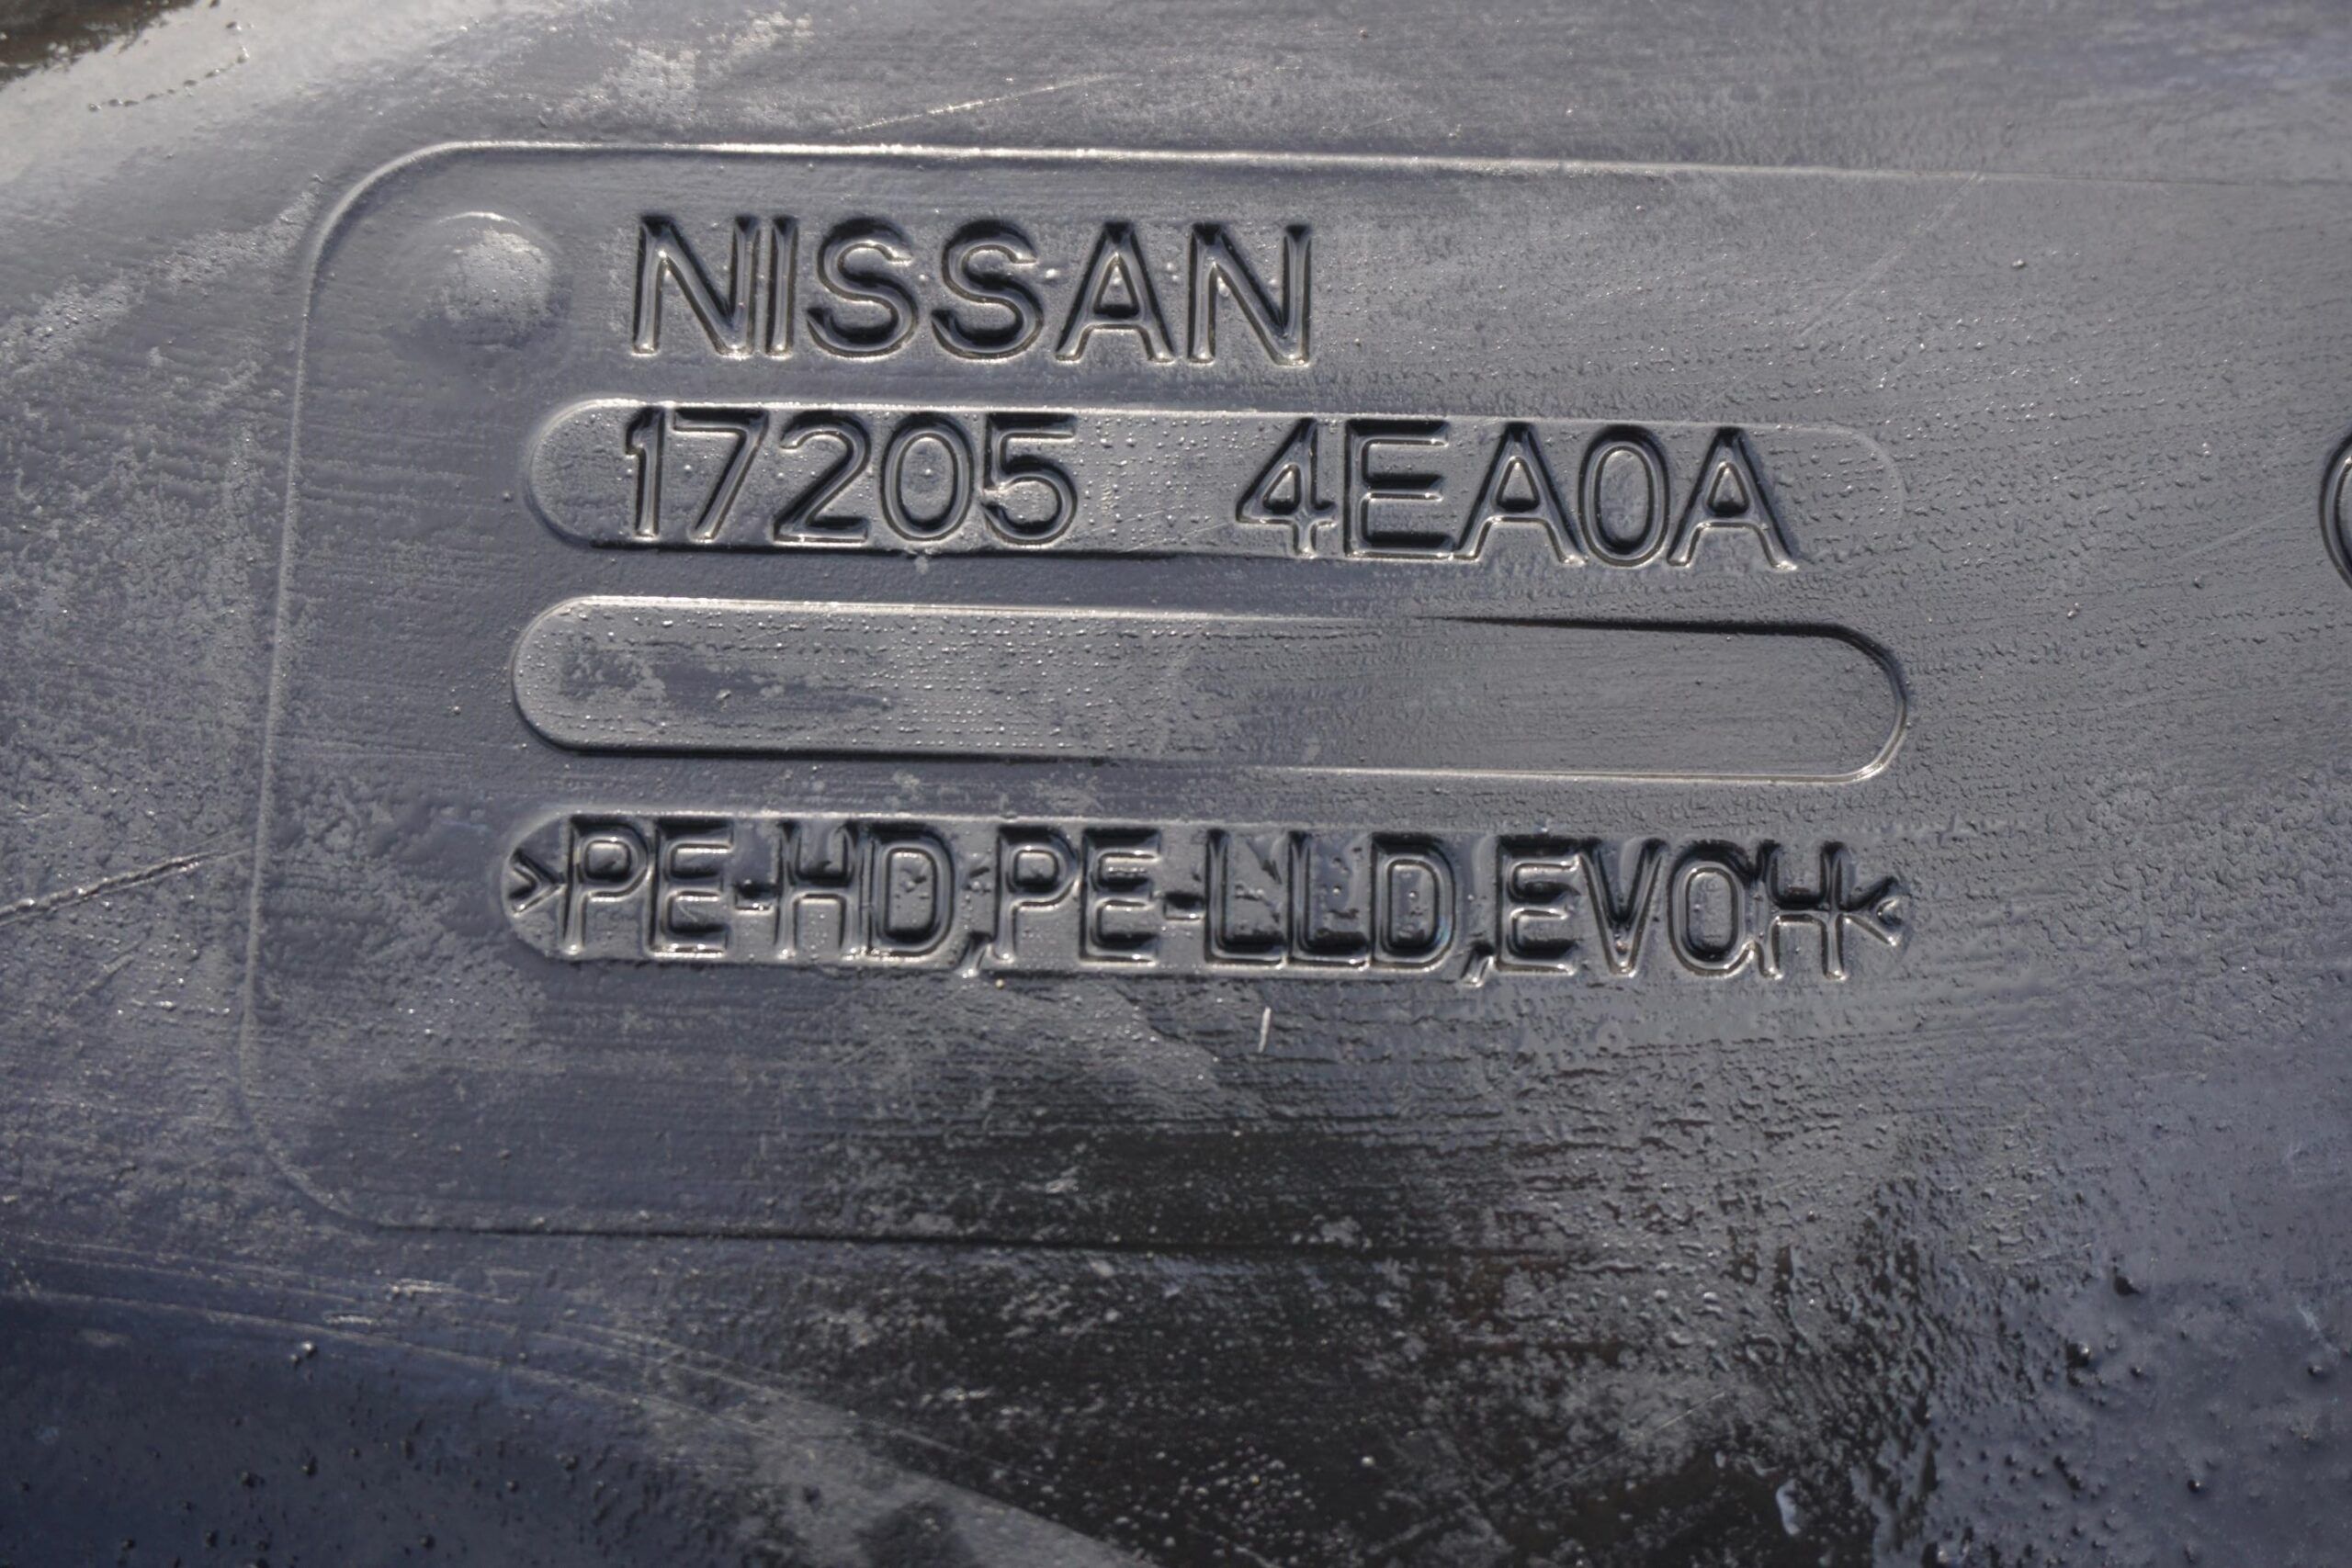 NISSAN
17205 4EA0A
>PE-HD,PE-LLD,EVOH<